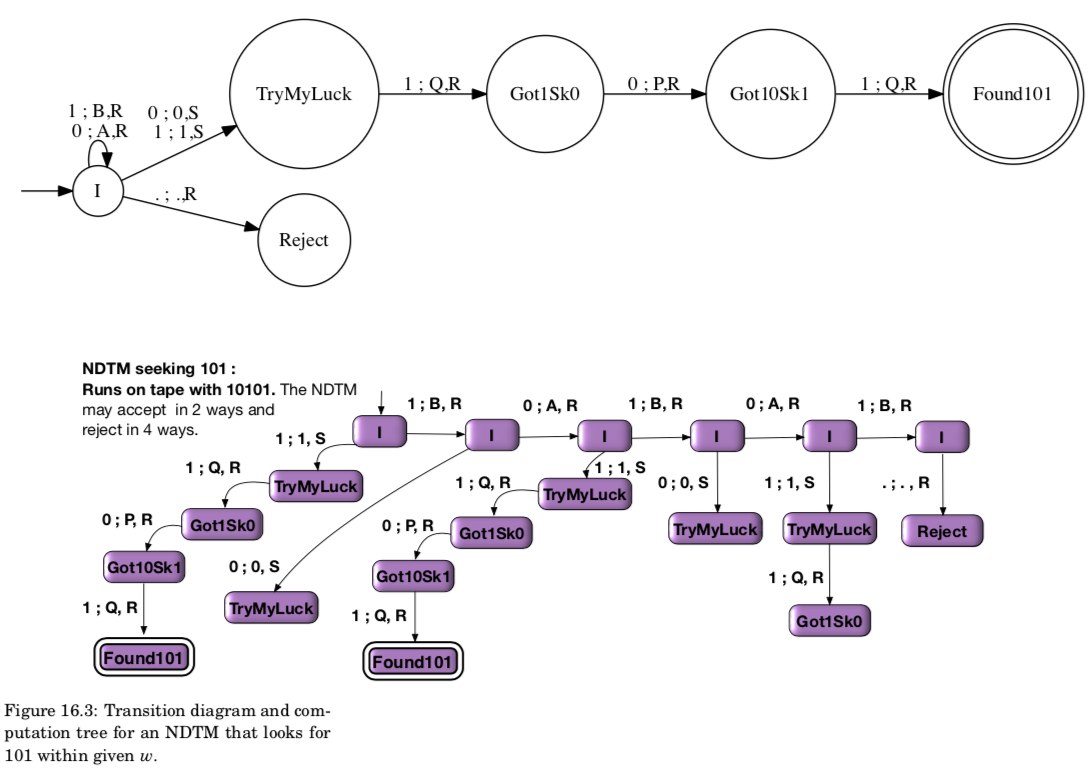 TryMyLuck
1 ; Q,R
Got1Sk0
0 ; P,R
Got10Sk1
1 ; Q,R
Found101
1 ; B,R
0 ; A,R
0 ; 0,S
1 ; 1,S
I
. ; .,R
Reject
NDTM seeking 101 :
Runs on tape with 10101. The NDTM
may accept in 2 ways and
reject in 4 ways.
1 ; B, R
0 ; A, R
1 ; B, R
0 ; A, R
1 ; B, R
I
I
I
I
I
I
1 ; 1, S
1 ; Q, R
TryMyLuck
0 ; P, R
Got1Sk0
Got10Sk1
1 ; Q, R
Found101
0 ; 0, S
TryMyLuck
1 ; 1, S
1 ; Q, R
TryMyLuck
0 ; P, R
Got1Sk0
Got10Sk1
1 ; Q, R
Found101
0 ; 0, S
TryMyLuck
1 ; 1, S
TryMyLuck
1 ; Q, R
Got1Sk0
. ; . , R
Reject
Figure 16.3: Transition diagram and com-
putation tree for an NDTM that looks for
101 within given w.